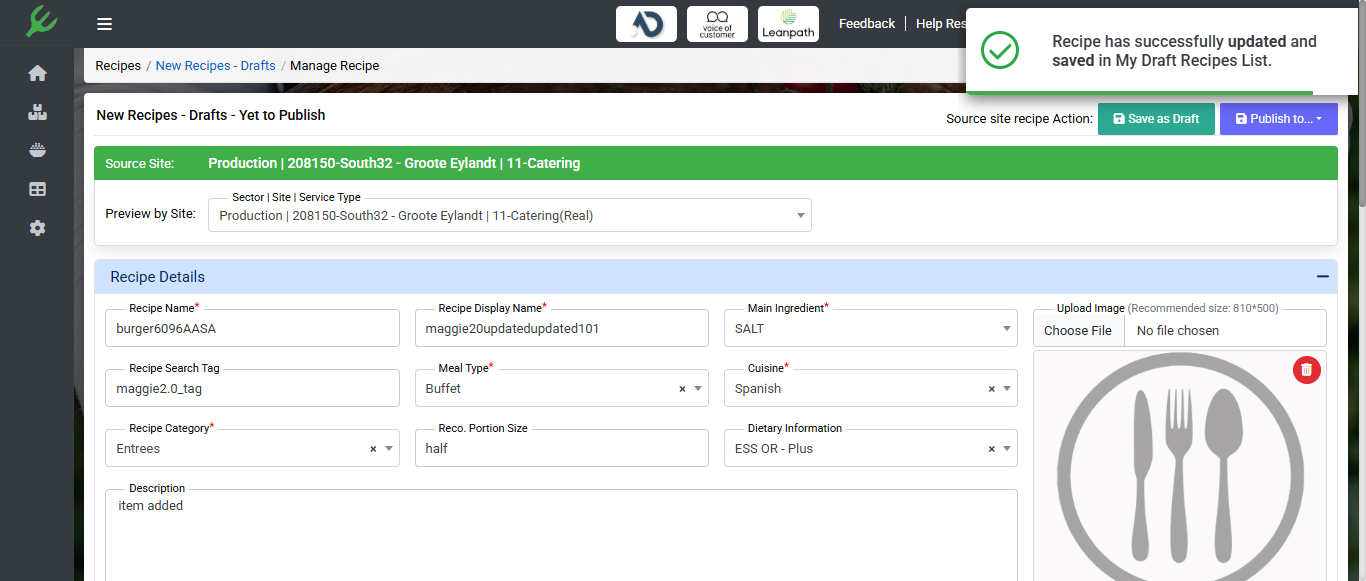 voice of
customer
Leanpath
Feedback
Help Res
Recipe has successfully updated and
saved in My Draft Recipes List.
Recipes / New Recipes - Drafts / Manage Recipe
New Recipes - Drafts - Yet to Publish
Source site recipe Action:
Save as Draft
Publish to...
Source Site:
Production | 208150-South32 - Groote Eylandt | 11-Catering
Preview by Site:
Sector | Site | Service Type
Production | 208150-South32 - Groote Eylandt | 11-Catering(Real)
Recipe Details
Recipe Name*
burger6096AASA
Recipe Display Name*
maggie20updatedupdated101
Main Ingredient*
SALT
Upload Image (Recommended size: 810*500)
Choose File
No file chosen
Recipe Search Tag
maggie2.0_tag
Meal Type*
Buffet
×
Cuisine*
Spanish
×
Recipe Category*
Entrees
×
Reco. Portion Size
half
Dietary Information
ESS OR - Plus
×
Description
item added